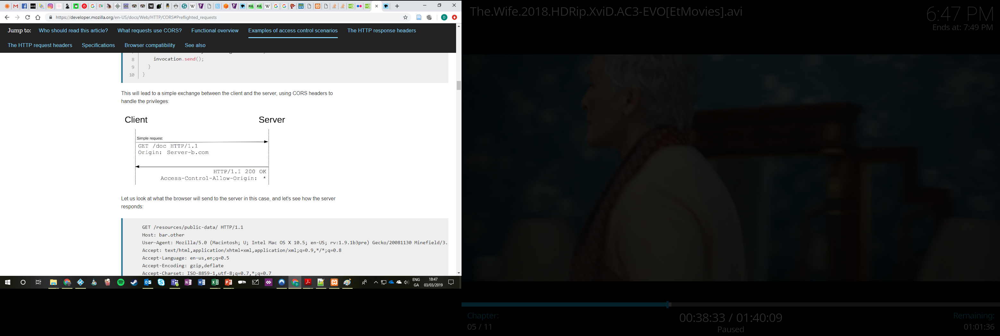 https://developer.mozilla.org/en-US/docs/Web/HTTP/CORS#Preflighted_requests
Jump to: Who should read this article? What requests use CORS? Functional overview Examples of access control scenarios The HTTP response headers
The HTTP request headers Specifications Browser compatibility See also
8 invocation.send();
9 }
10 }
This will lead to a simple exchange between the client and the server, using CORS headers to
handle the privileges:
Client Server
Simple request
GET /doc HTTP/1.1
Origin: Server-b.com
HTTP/1.1 200 OK
Access-Control-Allow-Origin: *
Let us look at what the browser will send to the server in this case, and let's see how the server
responds:
GET /resources/public-data/ HTTP/1.1
Host: bar.other
User-Agent: Mozilla/5.0 (Macintosh; U; Intel Mac OS X 10.5; en-US; rv:1.9.1b3pre) Gecko/20081130 Minefield/3.
Accept: text/html,application/xhtml+xml,application/xml;q=0.9,*/*;q=0.8
Accept-Language: en-us,en;q=0.5
Accept-Encoding: gzip,deflate
Accept-Charset: ISO-8859-1,utf-8;q=0.7,*;q=0.7
ENG
GA
18:47
03/03/2019
The.Wife.2018.HDRip.XviD.AC3-EVO[EtMovies].avi
6:47 PM
Ends at: 7:49 PM
Chapter:
05 / 11
00:38:33 / 01:40:09
Paused
Remaining:
01:01:36